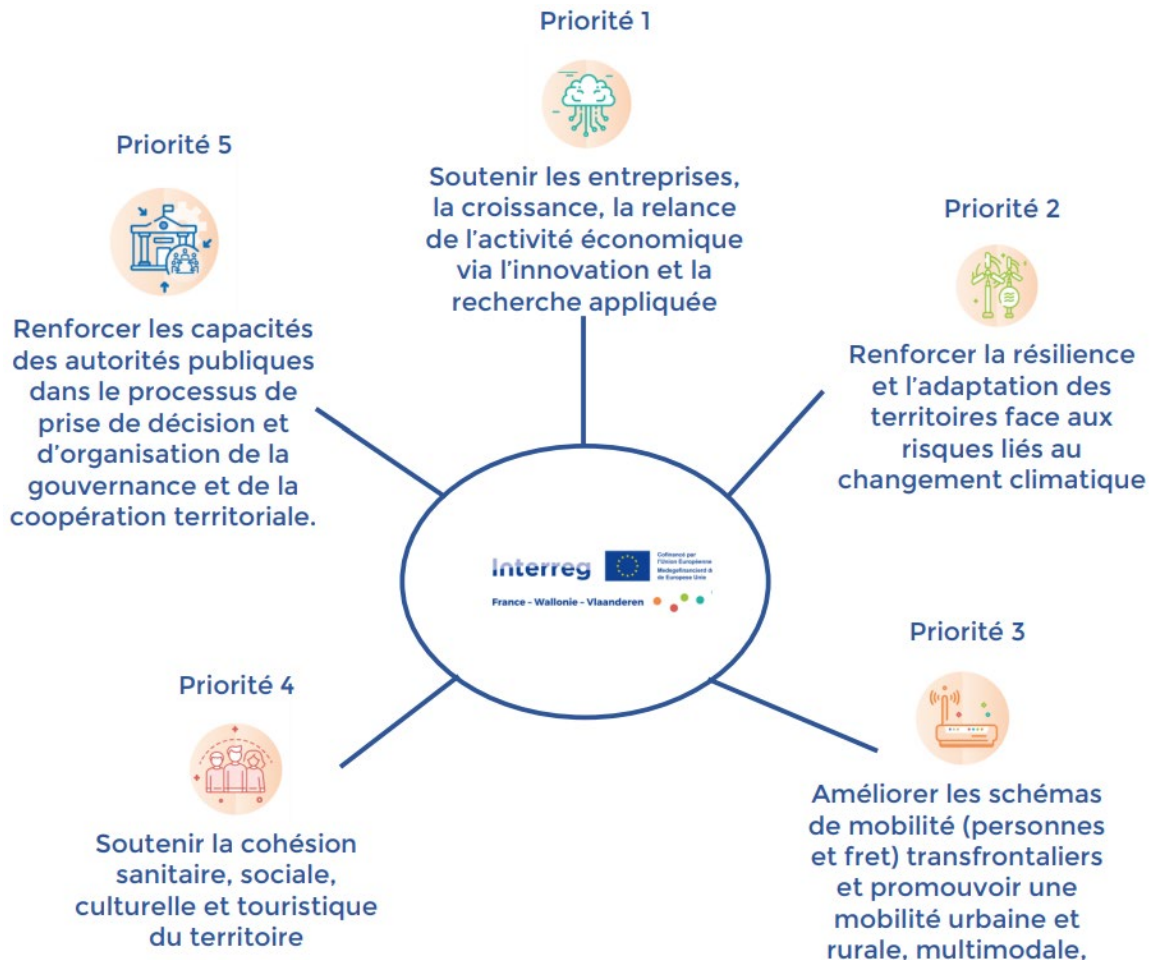 Priorité 1
Soutenir les entreprises,
la croissance, la relance
de l'activité économique
via l'innovation et la
recherche appliquée
Priorité 2
Renforcer la résilience
et l'adaptation des
territoires face aux
risques liés au
changement climatique
Priorité 3
Améliorer les schémas
de mobilité (personnes
et fret) transfrontaliers
et promouvoir une
mobilité urbaine et
rurale, multimodale,
Priorité 4
Soutenir la cohésion
sanitaire, sociale,
culturelle et touristique
du territoire
Priorité 5
Renforcer les capacités
des autorités publiques
dans le processus de
prise de décision et
d'organisation de la
gouvernance et de la
coopération territoriale.
Interreg
Cofinancé par
l'Union Européenne
Medegefinancierd d
de Europese Unie
France – Wallonie – Vlaanderen